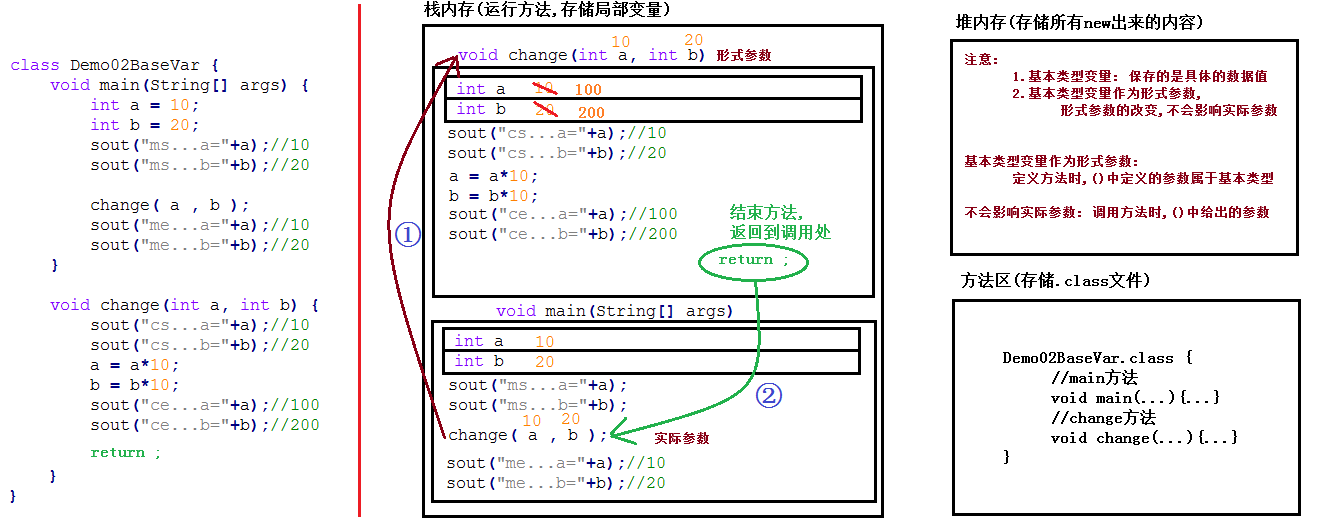 class Demo02BaseVar {
void main(String[] args) {
int a = 10;
int b = 20;
sout("ms...a="+a);//10
sout("ms...b="+b);//20
change( a , b );
sout("me...a="+a);//10
sout("me...b="+b);//20
}
void change(int a, int b) {
sout("cs...a="+a);//10
sout("cs...b="+b);//20
a = a*10;
b = b*10;
sout("ce...a="+a);//100
sout("ce...b="+b);//200
return ;
}
}
栈内存(运行方法,存储局部变量)
10 20
void change(int a, int b) 形式参数
int a 10 100
int b 20 200
sout("cs...a="+a);//10
sout("cs...b="+b);//20
a = a*10;
b = b*10;
sout("ce...a="+a);//100
sout("ce...b="+b);//200
结束方法,
返回到调用处
return ;
①
void main(String[] args)
int a 10
int b 20
sout("ms...a="+a);
sout("ms...b="+b);
②
10 20
change( a , b ); 实际参数
sout("me...a="+a);//10
sout("me...b="+b);//20
堆内存(存储所有new出来的内容)
注意:
1.基本类型变量: 保存的是具体的数据值
2.基本类型变量作为形式参数,
形式参数的改变,不会影响实际参数
基本类型变量作为形式参数:
定义方法时,()中定义的参数属于基本类型
不会影响实际参数: 调用方法时,()中给出的参数
方法区(存储.class文件)
Demo02BaseVar.class {
//main方法
void main(...){...}
//change方法
void change(...){...}
}